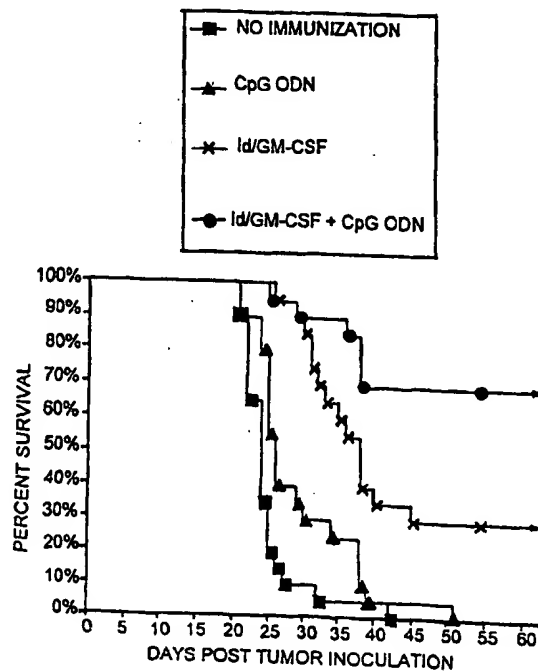 NO IMMUNIZATION
CpG ODN
Id/GM-CSF
Id/GM-CSF + CpG ODN
100%
90%
80%
70%
60%
50%
40%
30%
20%
10%
0%
PERCENT SURVIVAL
0 5 10 15 20 25 30 35 40 45 50 55 60
DAYS POST TUMOR INOCULATION